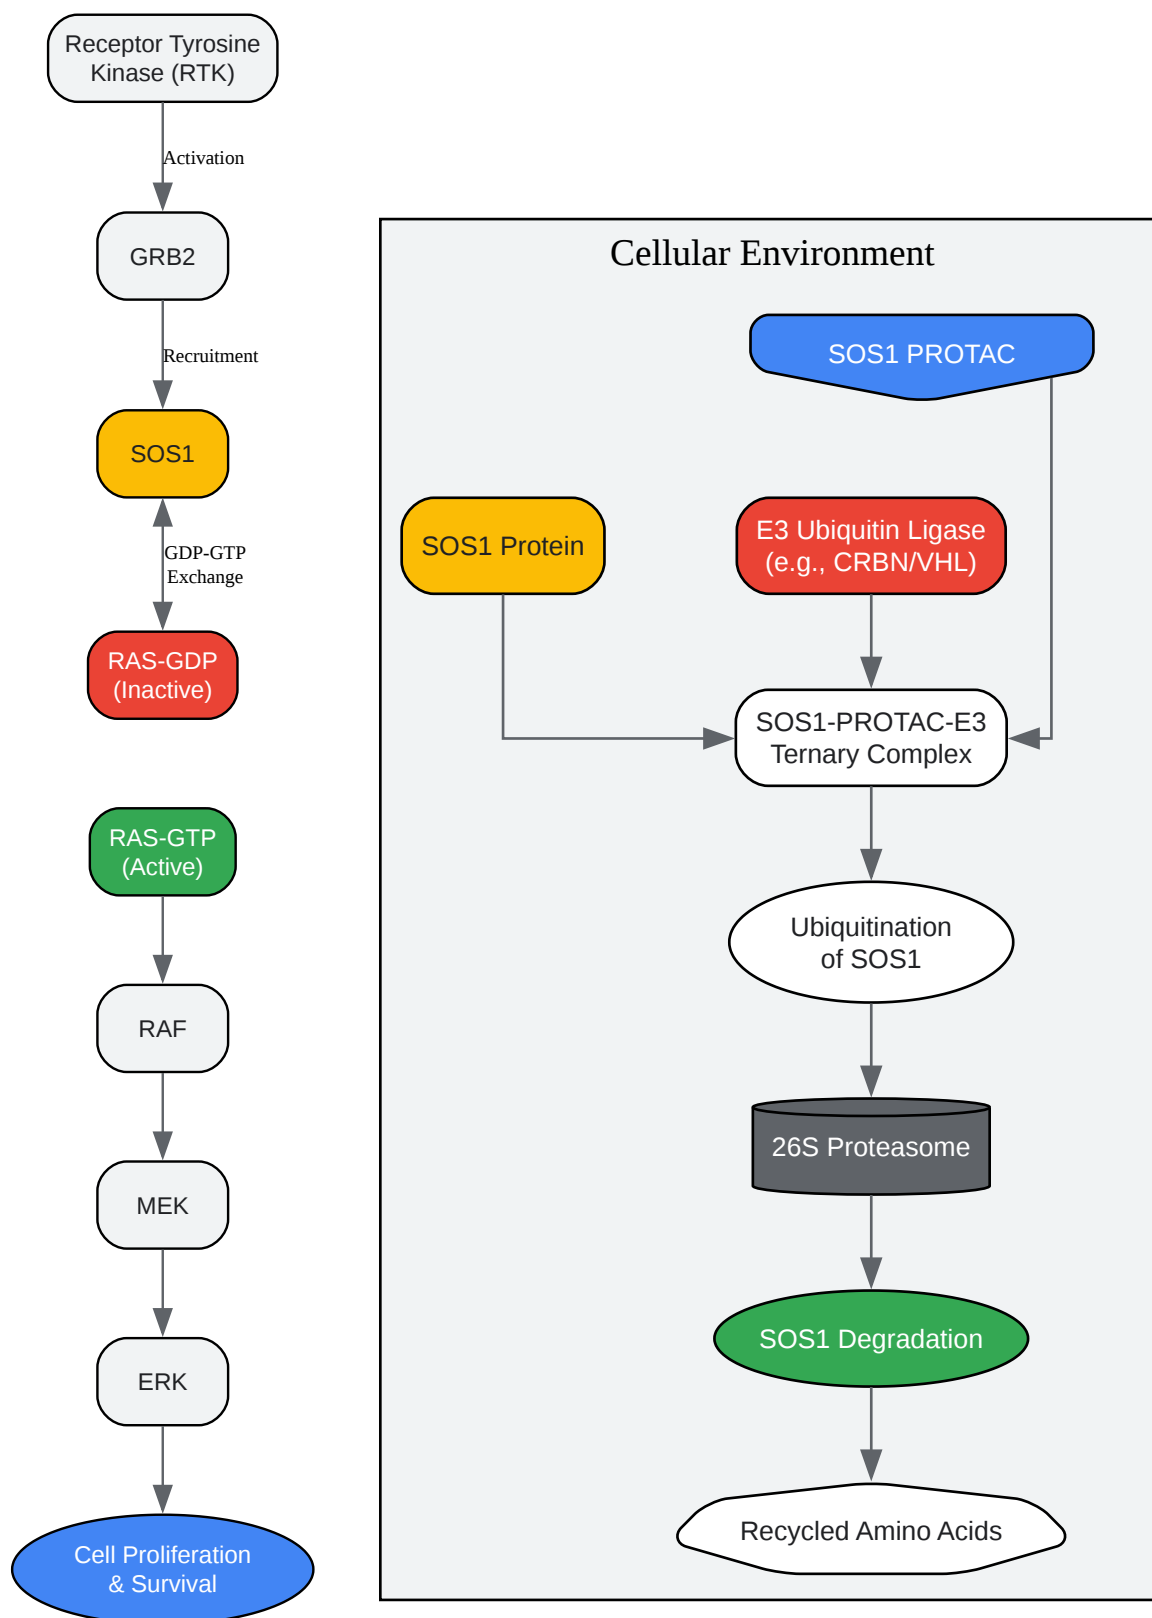 Receptor Tyrosine
Kinase (RTK)
Activation
GRB2
Recruitment
SOS1
GDP-GTP
Exchange
RAS-GDP
(Inactive)
RAS-GTP
(Active)
RAF
MEK
ERK
Cell Proliferation
& Survival
Cellular Environment
SOS1 PROTAC
SOS1 Protein
E3 Ubiquitin Ligase
(e.g., CRBN/VHL)
SOS1-PROTAC-E3
Ternary Complex
Ubiquitination
of SOS1
26S Proteasome
SOS1 Degradation
Recycled Amino Acids